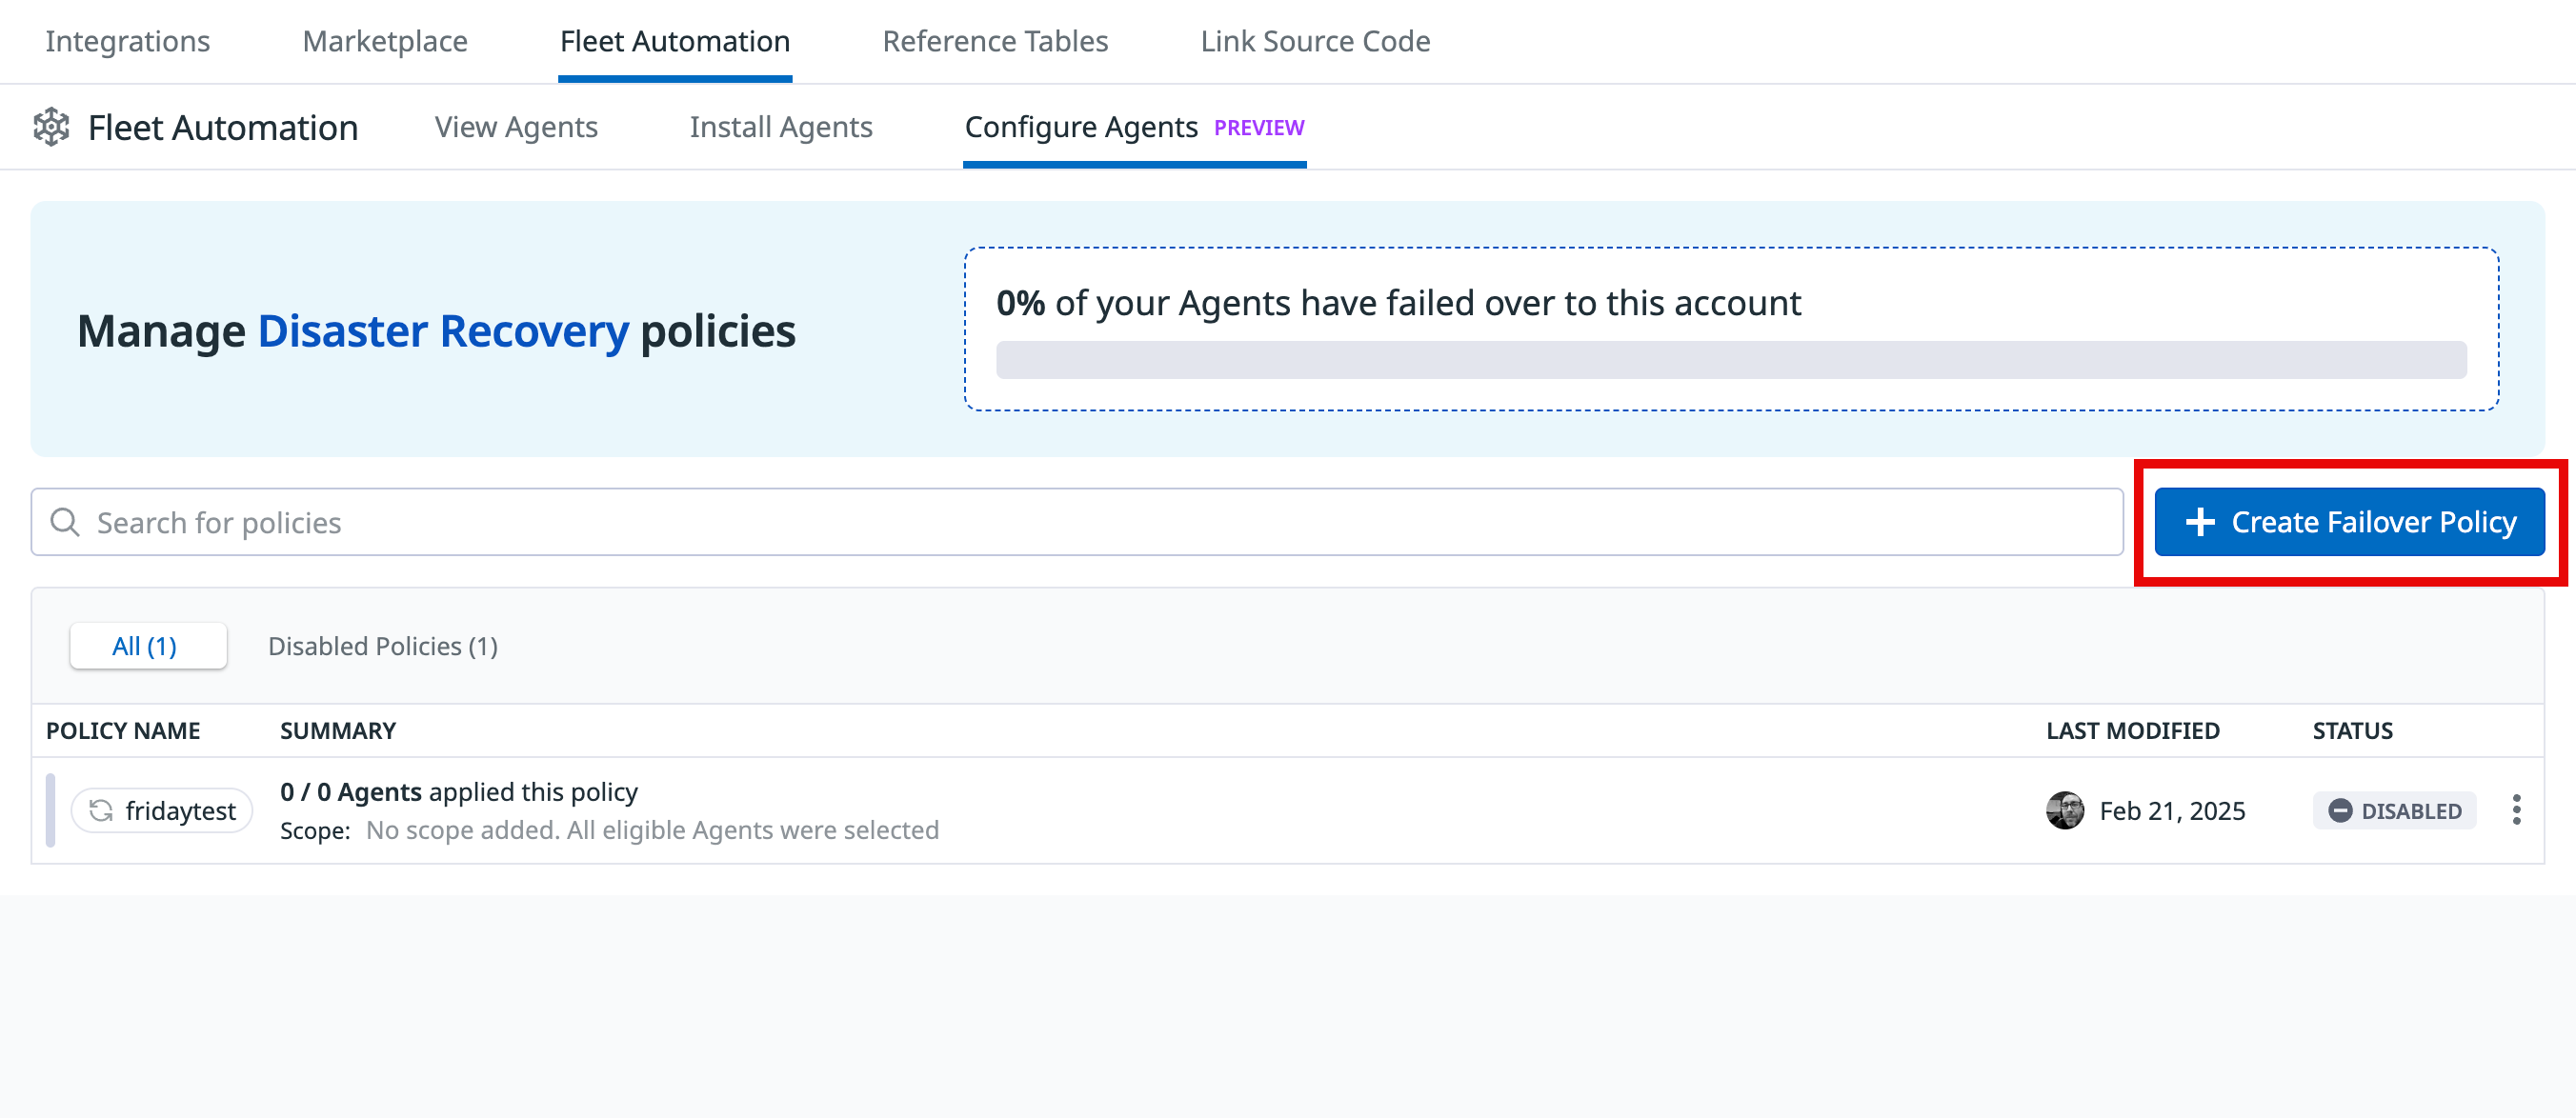 Integrations Marketplace Fleet Automation Reference Tables Link Source Code
Fleet Automation View Agents Install Agents Configure Agents PREVIEW
Manage Disaster Recovery policies
0% of your Agents have failed over to this account
Search for policies
Create Failover Policy
All (1) Disabled Policies (1)
POLICY NAME SUMMARY LAST MODIFIED STATUS
fridaytest
0 / 0 Agents applied this policy
Scope: No scope added. All eligible Agents were selected
Feb 21, 2025
DISABLED